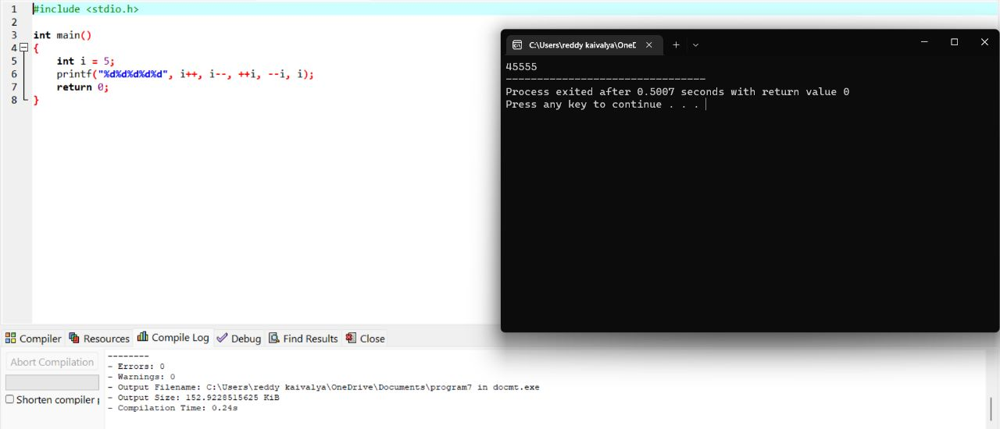 1 #include <stdio.h>
2
3 int main()
4 {
5 int i = 5;
6 printf("%d%d%d%d%d", i++, i--, ++i, --i, i);
7 return 0;
8 }
C:\Users\reddy kaivalya\OneD
45555
--------------------------------
Process exited after 0.5007 seconds with return value 0
Press any key to continue . . .
Compiler Resources Compile Log Debug Find Results Close
Abort Compilation
Shorten compiler p
--------
- Errors: 0
- Warnings: 0
- Output Filename: C:\Users\reddy kaivalya\OneDrive\Documents\program7 in docmt.exe
- Output Size: 152.9228515625 KiB
- Compilation Time: 0.24s